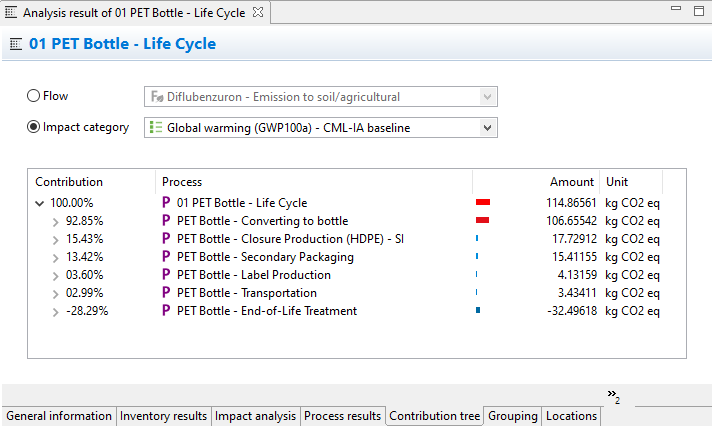 Analysis result of 01 PET Bottle - Life Cycle
01 PET Bottle - Life Cycle
Flow Diflubenzuron - Emission to soil/agricultural
Impact category Global warming (GWP100a) - CML-IA baseline
Contribution Process Amount Unit
100.00% P 01 PET Bottle - Life Cycle 114.86561 kg CO2 eq
92.85% P PET Bottle - Converting to bottle 106.65542 kg CO2 eq
15.43% P PET Bottle - Closure Production (HDPE) - SI 17.72912 kg CO2 eq
13.42% P PET Bottle - Secondary Packaging 15.41155 kg CO2 eq
03.60% P PET Bottle - Label Production 4.13159 kg CO2 eq
02.99% P PET Bottle - Transportation 3.43411 kg CO2 eq
-28.29% P PET Bottle - End-of-Life Treatment -32.49618 kg CO2 eq
»2
General information Inventory results Impact analysis Process results Contribution tree Grouping Locations